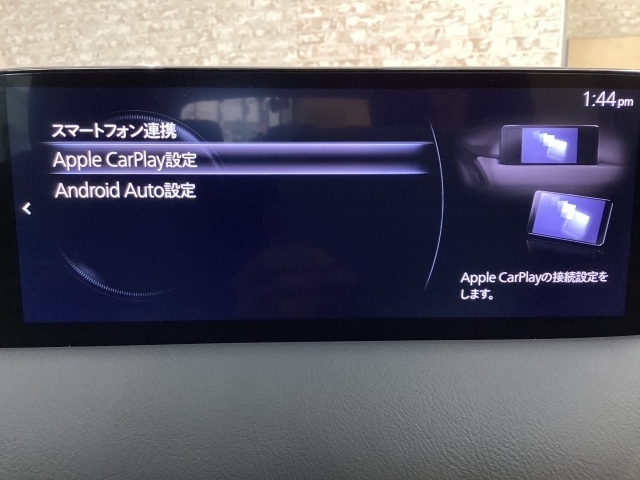 1:44 pm
スマートフォン連携
Apple CarPlay設定
Android Auto設定
Apple CarPlayの接続設定を
します。